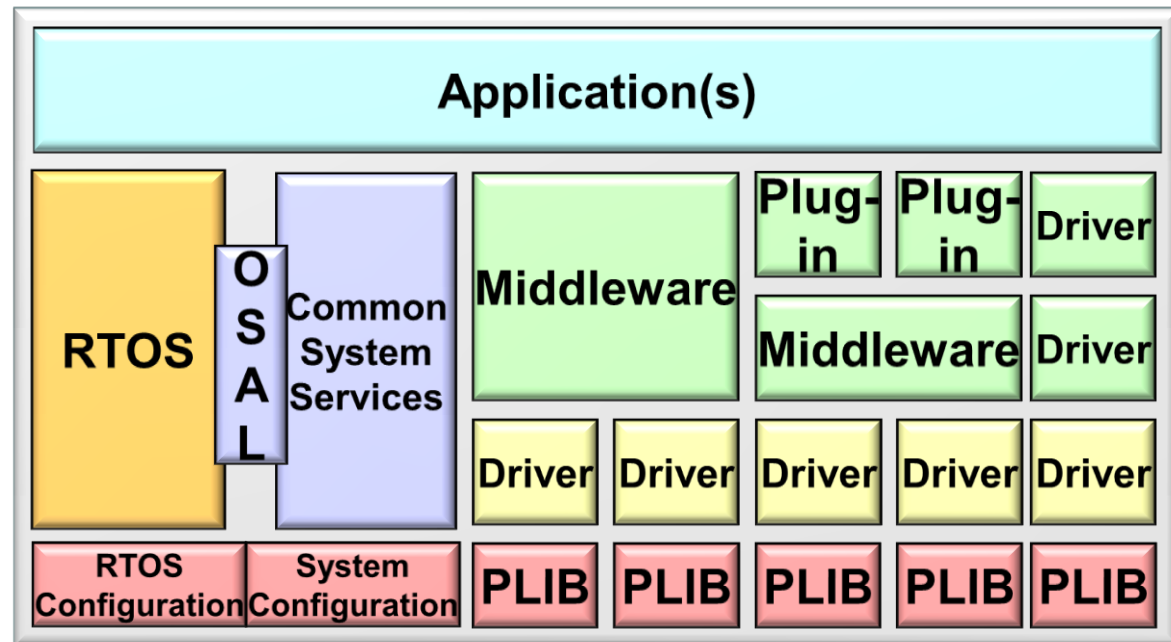 Application(s)
RTOS
O
S
A
L
Common
System
Services
Middleware
Plug-
in
Plug-
in
Driver
Middleware
Driver
Driver
Driver
Driver
Driver
Driver
RTOS
Configuration
System
Configuration
PLIB
PLIB
PLIB
PLIB
PLIB